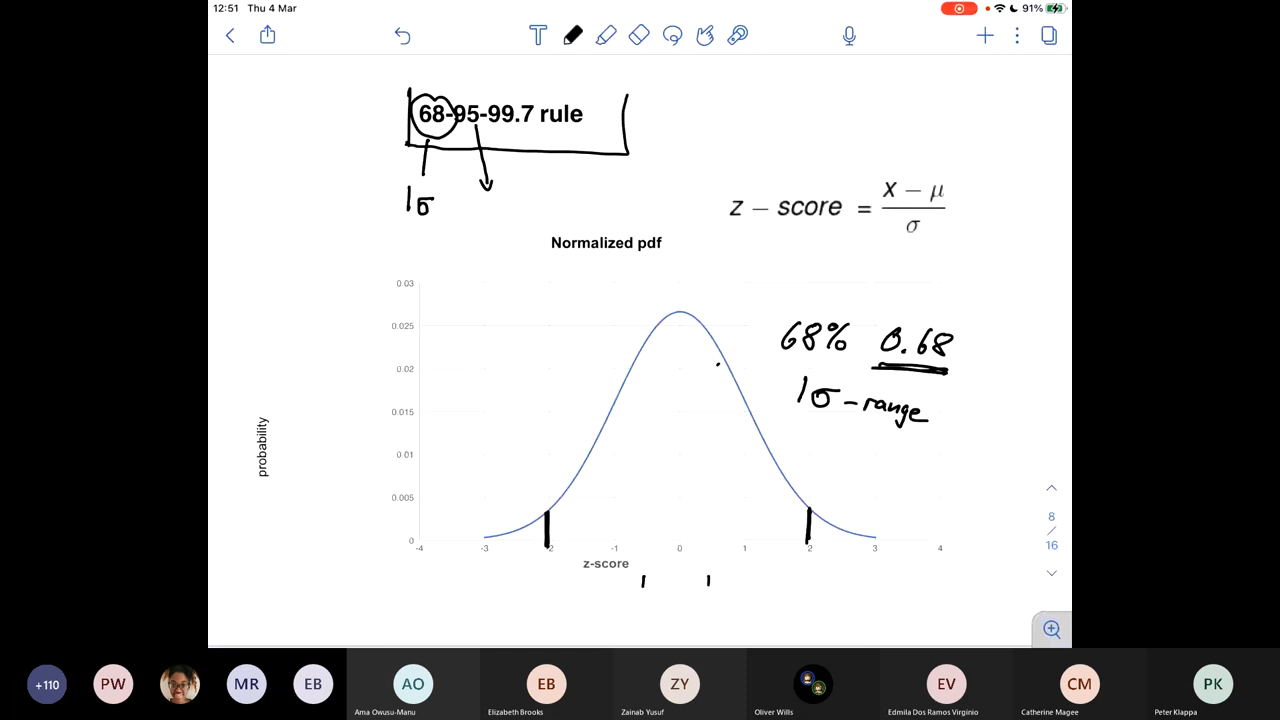 12:51 Thu 4 Mar
91%
T
68-95-99.7 rule
1σ
z – score = x – μ / σ
Normalized pdf
0.03
0.025
0.02
0.015
0.01
0.005
0
-4 -3 -2 -1 0 1 2 3 4
probability
z-score
68% 0.68
1σ-range
8
/
16
+110 PW MR EB AO EB ZY EV CM PK
Ama Owusu-Manu Elizabeth Brooks Zainab Yusuf Oliver Wills Edmila Dos Ramos Virginio Catherine Magee Peter Klappa